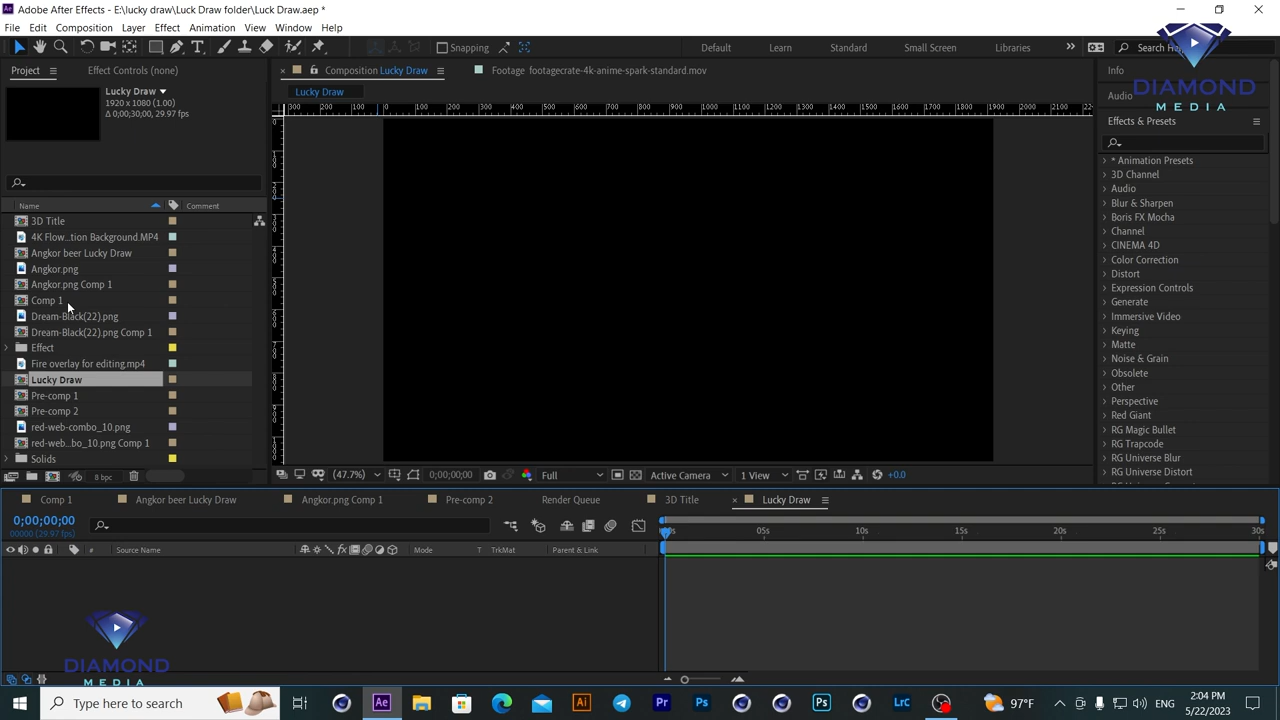 Adobe After Effects - E:\lucky draw\Luck Draw folder\Luck Draw.aep *
File Edit Composition Layer Effect Animation View Window Help
Snapping
Default Learn Standard Small Screen Libraries
DIAMOND
MEDIA
Project Effect Controls (none)
Composition Lucky Draw Footage footagecrate-4k-anime-spark-standard.mov
Info
Lucky Draw
1920 x 1080 (1.00)
Δ 0;00;30;00, 29.97 fps
Lucky Draw
Audio
Effects & Presets
Name Comment
3D Title
4K Flow...tion Background.MP4
Angkor beer Lucky Draw
Angkor.png
Angkor.png Comp 1
Comp 1
Dream-Black(22).png
Dream-Black(22).png Comp 1
Effect
Fire overlay for editing.mp4
Lucky Draw
Pre-comp 1
Pre-comp 2
red-web-combo_10.png
red-web...bo_10.png Comp 1
Solids
8 bpc
* Animation Presets
3D Channel
Audio
Blur & Sharpen
Boris FX Mocha
Channel
CINEMA 4D
Color Correction
Distort
Expression Controls
Generate
Immersive Video
Keying
Matte
Noise & Grain
Obsolete
Other
Perspective
Red Giant
RG Magic Bullet
RG Trapcode
RG Universe Blur
RG Universe Distort
(47.7%) 0;00;00;00 Full Active Camera 1 View +0.0
Comp 1 Angkor beer Lucky Draw Angkor.png Comp 1 Pre-comp 2 Render Queue 3D Title Lucky Draw
0;00;00;00
00000 (29.97 fps)
05s 10s 15s 20s 25s 30s
# Source Name Mode T TrkMat Parent & Link
DIAMOND
MEDIA
Type here to search
97°F
ENG
2:04 PM
5/22/2023